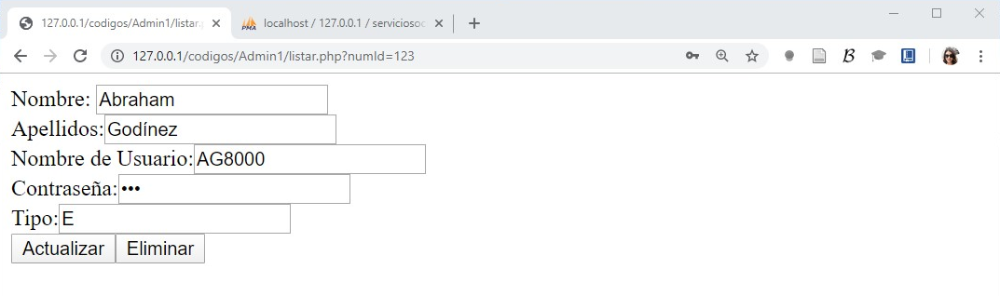 127.0.0.1/codigos/Admin1/listar.p
localhost / 127.0.0.1 / serviciosoc
PMA
127.0.0.1/codigos/Admin1/listar.php?numId=123
Nombre: Abraham
Apellidos: Godínez
Nombre de Usuario: AG8000
Contraseña: •••
Tipo: E
Actualizar Eliminar